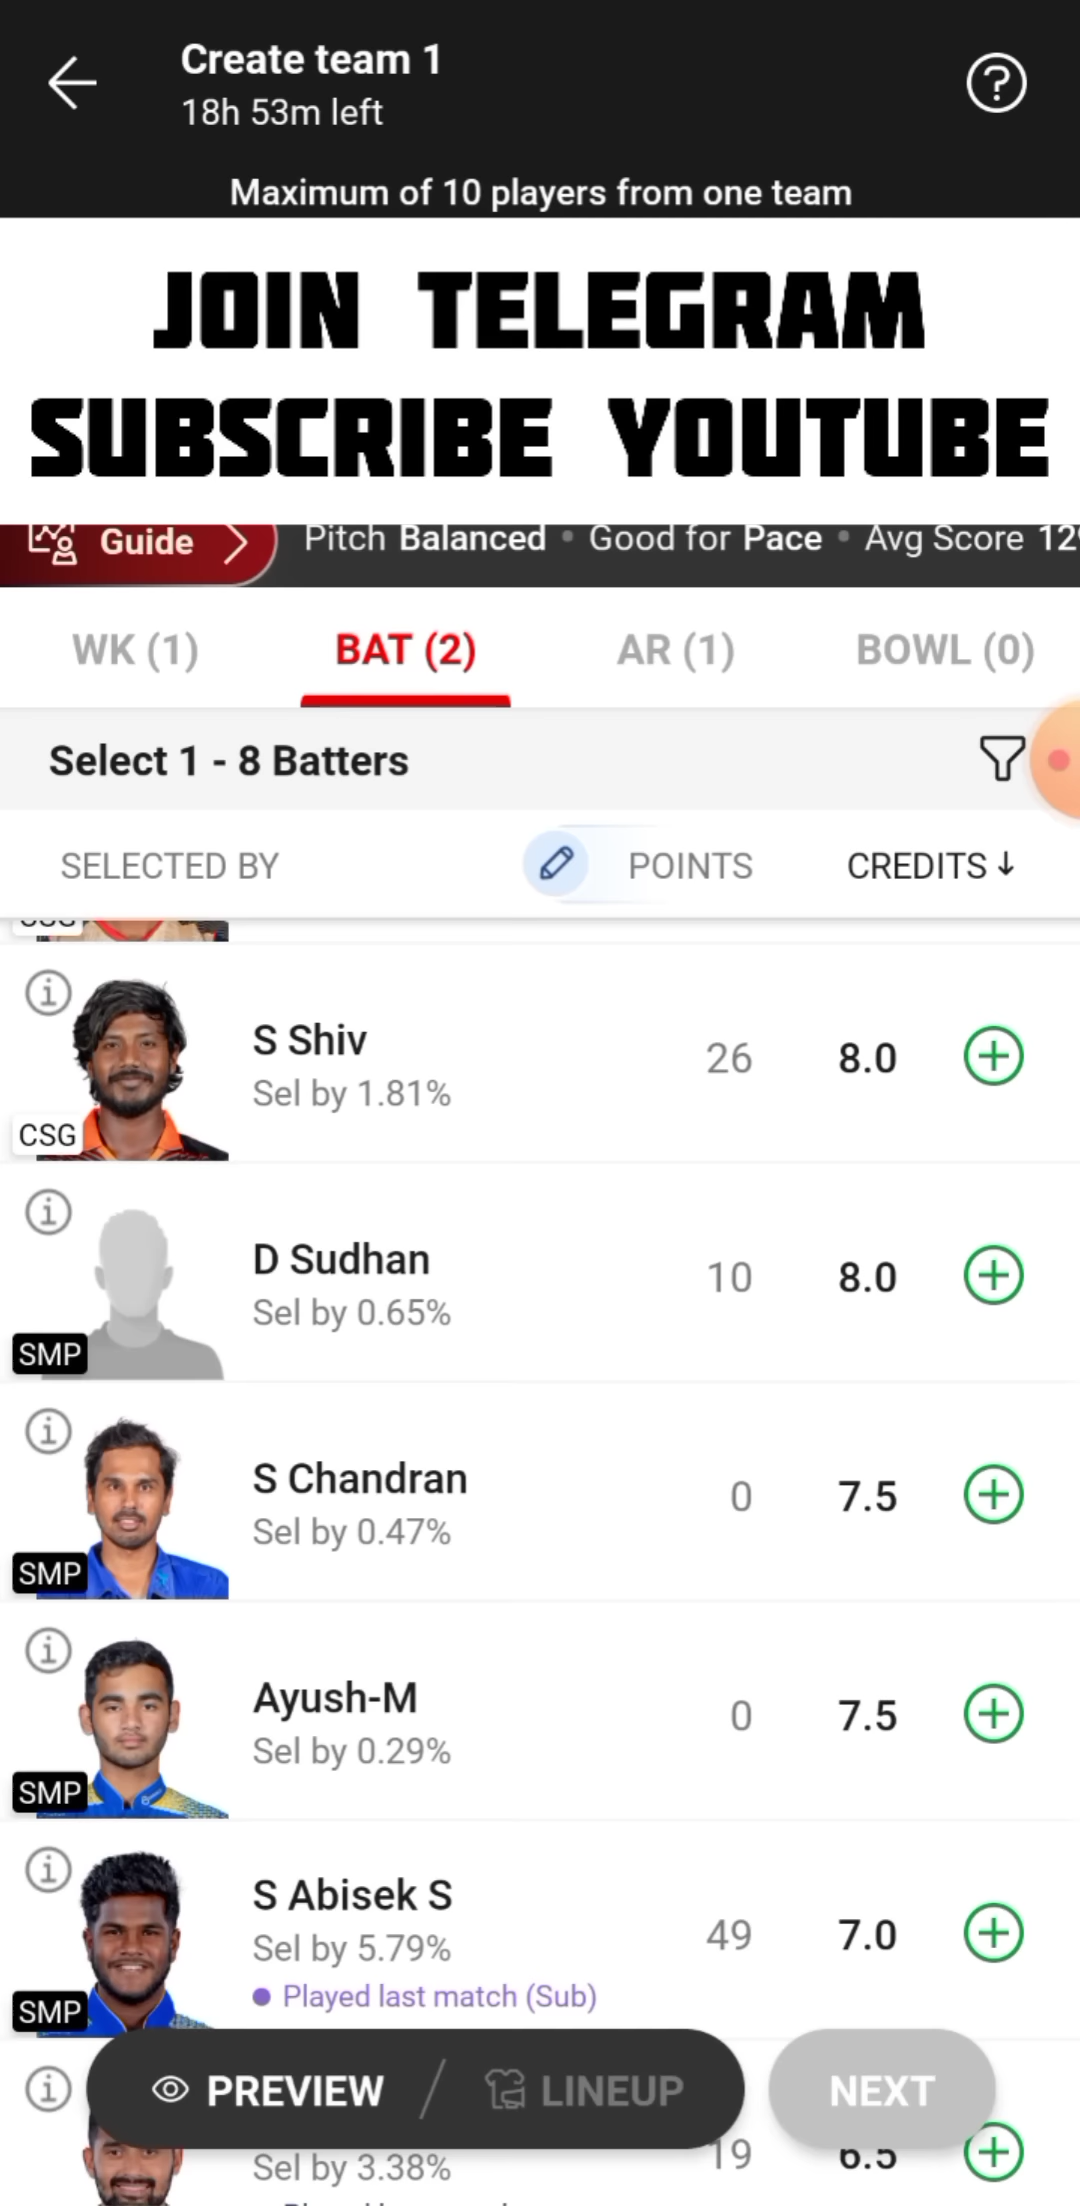 Create team 1
18h 53m left
Maximum of 10 players from one team
JOIN TELEGRAM
SUBSCRIBE YOUTUBE
Guide
Pitch Balanced • Good for Pace • Avg Score
WK (1) BAT (2) AR (1) BOWL (0)
Select 1 - 8 Batters
SELECTED BY POINTS CREDITS ↓
S Shiv
Sel by 1.81%
26 8.0
CSG
D Sudhan
Sel by 0.65%
10 8.0
SMP
S Chandran
Sel by 0.47%
0 7.5
SMP
Ayush-M
Sel by 0.29%
0 7.5
SMP
S Abisek S
Sel by 5.79%
• Played last match (Sub)
49 7.0
SMP
PREVIEW / LINEUP NEXT
Sel by 3.38%
19 6.5